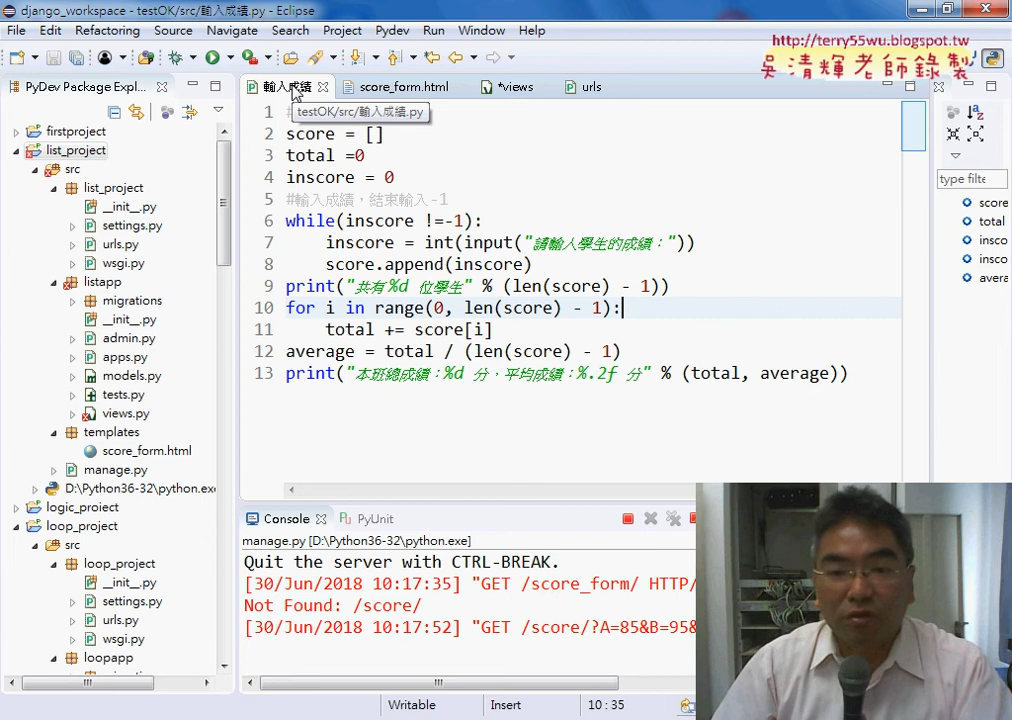 django_workspace - testOK/src/輸入成績.py - Eclipse
File Edit Refactoring Source Navigate Search Project Pydev Run Window Help
http://terry55wu.blogspot.tw
吳清輝老師錄製
PyDev Package Expl...
輸入成績
score_form.html
*views
urls
testOK/src/輸入成績.py
firstproject
list_project
src
list_project
__init__.py
settings.py
urls.py
wsgi.py
listapp
migrations
__init__.py
admin.py
apps.py
models.py
tests.py
views.py
templates
score_form.html
manage.py
D:\Python36-32\python.exe
logic_project
loop_project
src
loop_project
__init__.py
settings.py
urls.py
wsgi.py
loopapp
1 #
2 score = []
3 total =0
4 inscore = 0
5 #輸入成績，結束輸入-1
6 while(inscore !=-1):
7 inscore = int(input("請輸入學生的成績："))
8 score.append(inscore)
9 print("共有%d 位學生" % (len(score) - 1))
10 for i in range(0, len(score) - 1):
11 total += score[i]
12 average = total / (len(score) - 1)
13 print("本班總成績：%d 分，平均成績：%.2f 分" % (total, average))
type filte
score
total
insco
insco
avera
Console
PyUnit
manage.py [D:\Python36-32\python.exe]
Quit the server with CTRL-BREAK.
[30/Jun/2018 10:17:35] "GET /score_form/ HTTP/
Not Found: /score/
[30/Jun/2018 10:17:52] "GET /score/?A=85&B=95&
Writable
Insert
10 : 35